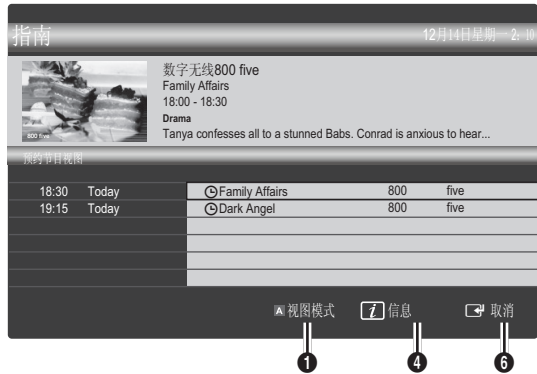 指南 12月14日星期一 2: 10
数字无线800 five
Family Affairs
18:00 - 18:30
Drama
Tanya confesses all to a stunned Babs. Conrad is anxious to hear...
800 five
预约节目视图
18:30 Today Family Affairs 800 five
19:15 Today Dark Angel 800 five
A 视图模式 i 信息 取消
1 4 6